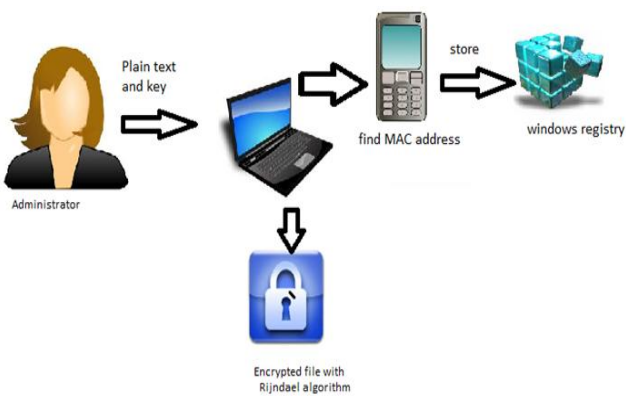 Plain text
and key
store
find MAC address
windows registry
Administrator
Encrypted file with
Rijndael algorithm